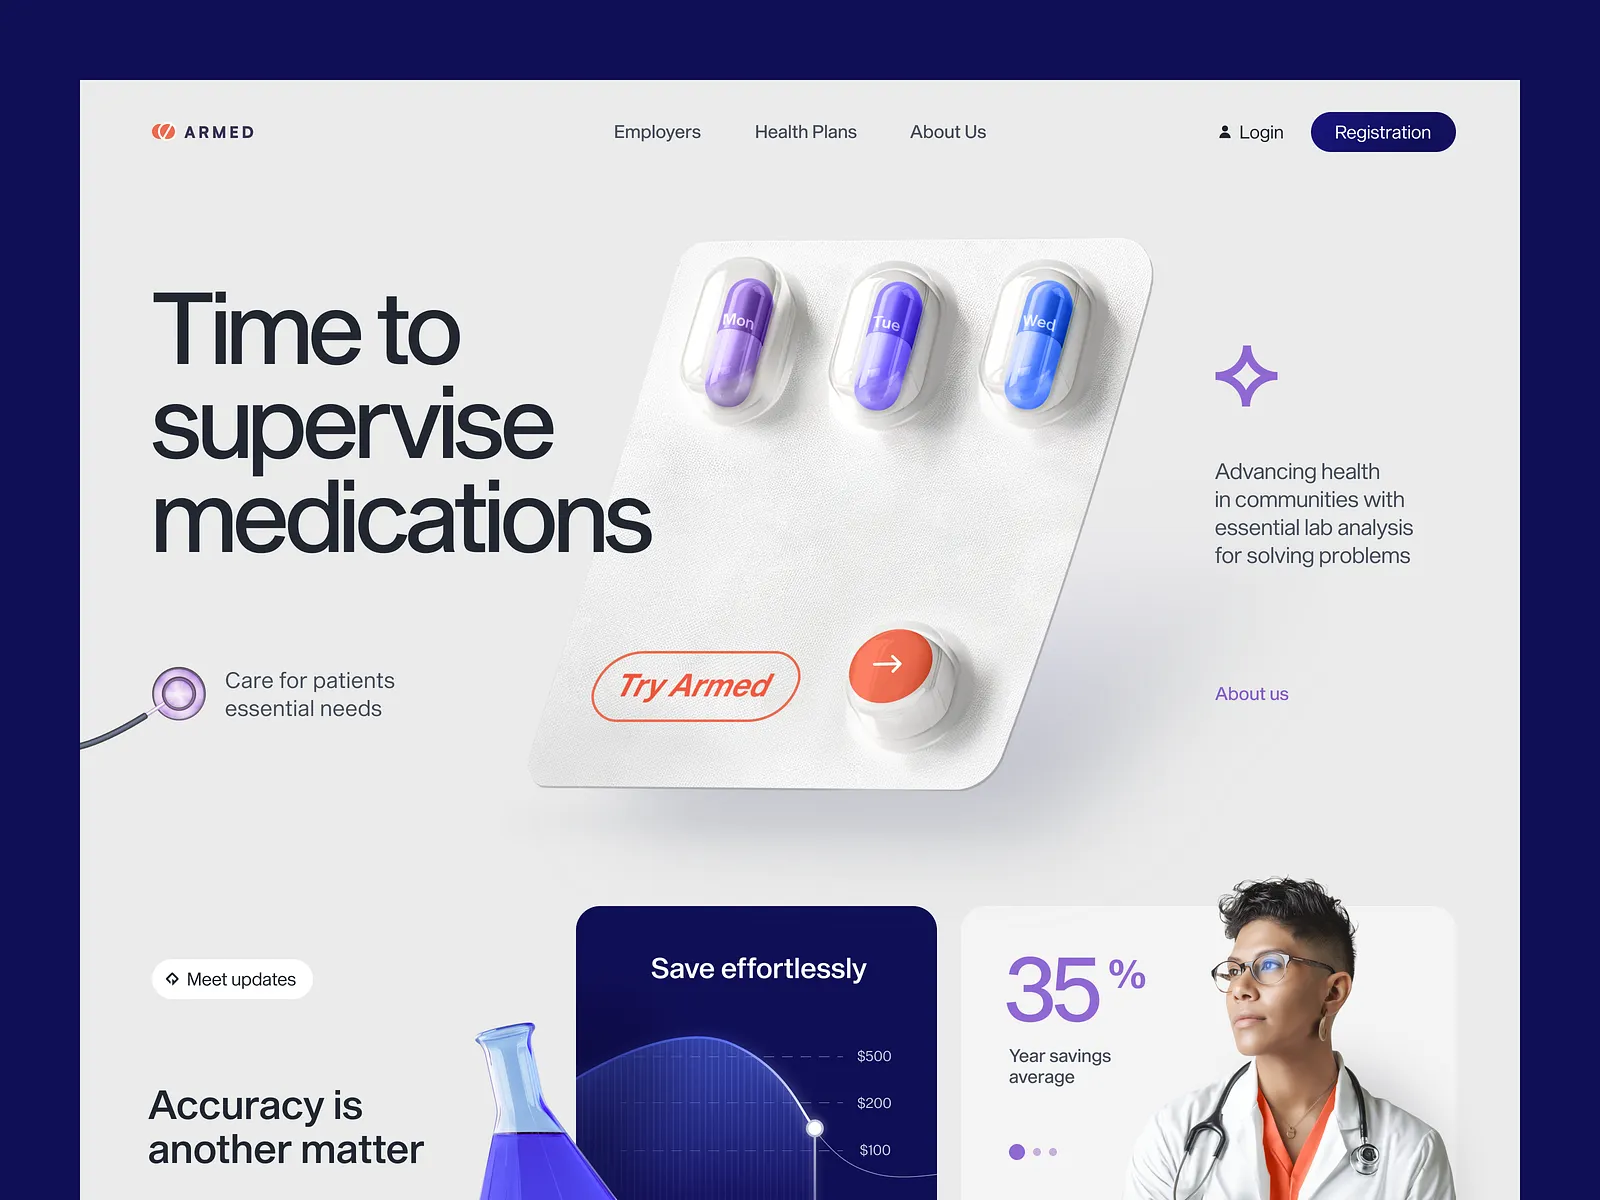 ARMED
Employers
Health Plans
About Us
Login
Registration
Time to
supervise
medications
Mon
Tue
Wed
Advancing health
in communities with
essential lab analysis
for solving problems
Care for patients
essential needs
Try Armed
About us
Meet updates
Accuracy is
another matter
Save effortlessly
$500
$200
$100
35%
Year savings
average